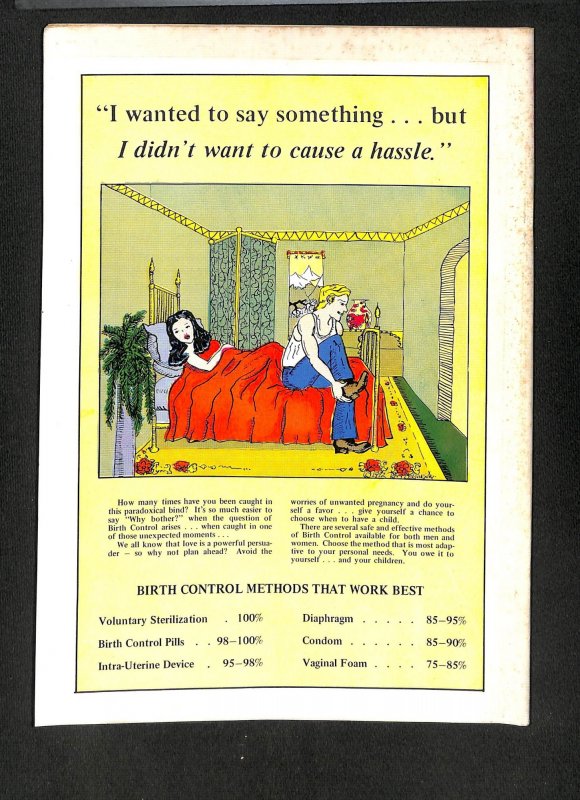 “I wanted to say something . . . but
I didn’t want to cause a hassle.”
How many times have you been caught in
this paradoxical bind? It’s so much easier to
say “Why bother?” when the question of
Birth Control arises . . . when caught in one
of those unexpected moments . . .
We all know that love is a powerful persua-
der – so why not plan ahead? Avoid the
worries of unwanted pregnancy and do your-
self a favor . . . give yourself a chance to
choose when to have a child.
There are several safe and effective methods
of Birth Control available for both men and
women. Choose the method that is most adap-
tive to your personal needs. You owe it to
yourself . . . and your children.
BIRTH CONTROL METHODS THAT WORK BEST
Voluntary Sterilization . 100%
Birth Control Pills . . 98–100%
Intra-Uterine Device . 95–98%
Diaphragm . . . . . 85–95%
Condom . . . . . 85–90%
Vaginal Foam . . . . 75–85%